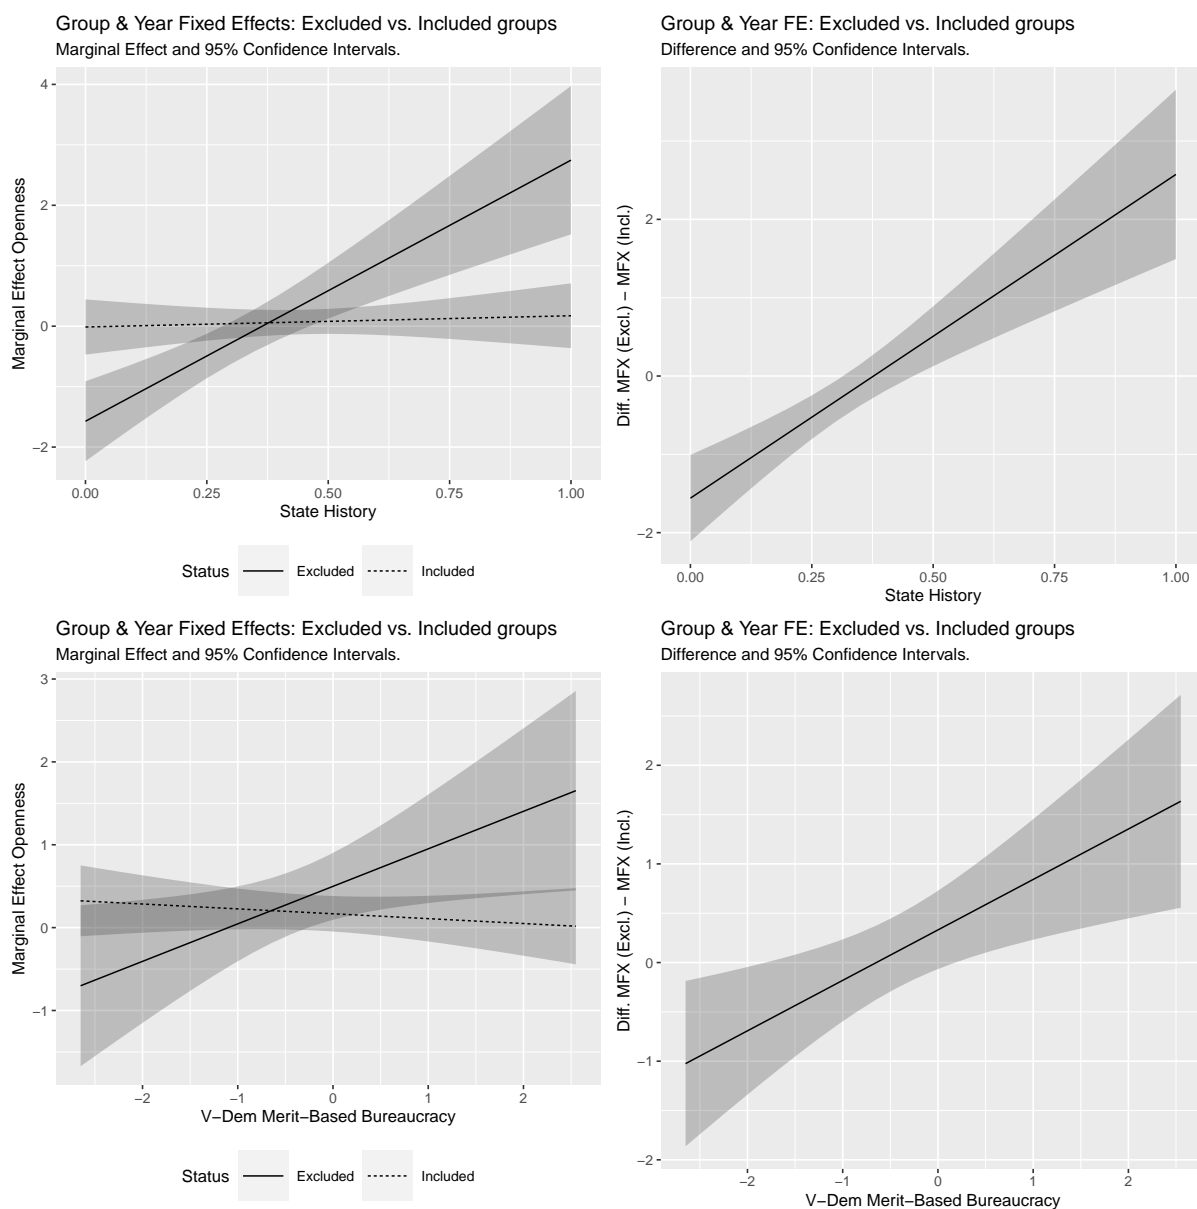 Group & Year Fixed Effects: Excluded vs. Included groups
Marginal Effect and 95% Confidence Intervals.
Marginal Effect Openness
4
2
0
−2
0.00 0.25 0.50 0.75 1.00
State History
Status Excluded Included
Group & Year FE: Excluded vs. Included groups
Difference and 95% Confidence Intervals.
Diff. MFX (Excl.) − MFX (Incl.)
2
0
−2
0.00 0.25 0.50 0.75 1.00
State History
Group & Year Fixed Effects: Excluded vs. Included groups
Marginal Effect and 95% Confidence Intervals.
Marginal Effect Openness
3
2
1
0
−1
−2 −1 0 1 2
V−Dem Merit−Based Bureaucracy
Status Excluded Included
Group & Year FE: Excluded vs. Included groups
Difference and 95% Confidence Intervals.
Diff. MFX (Excl.) − MFX (Incl.)
2
1
0
−1
−2
−2 −1 0 1 2
V−Dem Merit−Based Bureaucracy